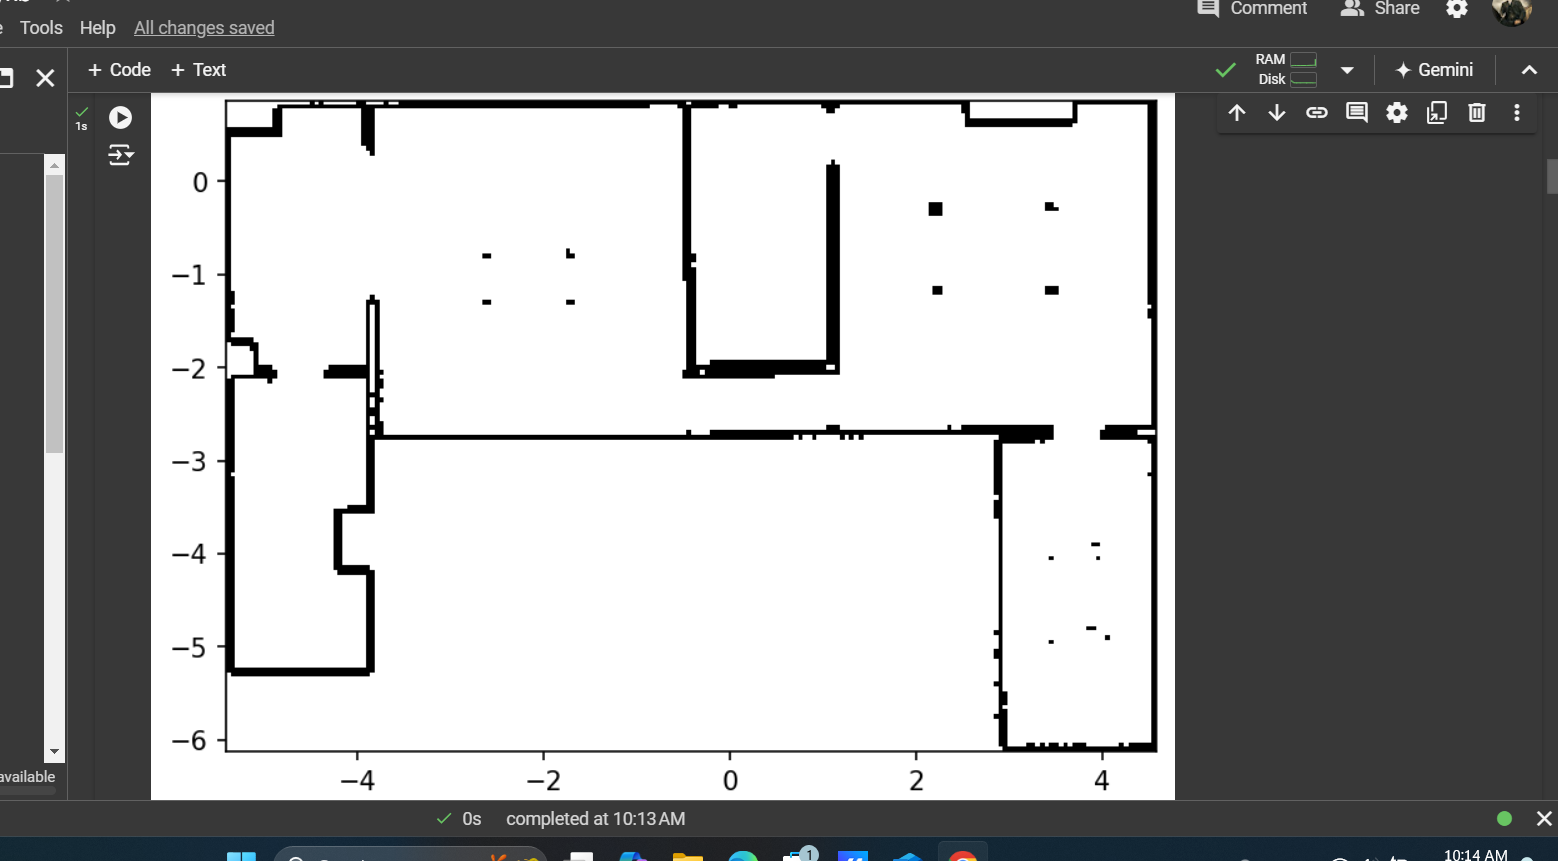 Comment Share
Tools Help All changes saved
+ Code + Text
RAM
Disk
Gemini
1s
0
−1
−2
−3
−4
−5
−6
−4 −2 0 2 4
available
0s completed at 10:13 AM
1
10:14 AM